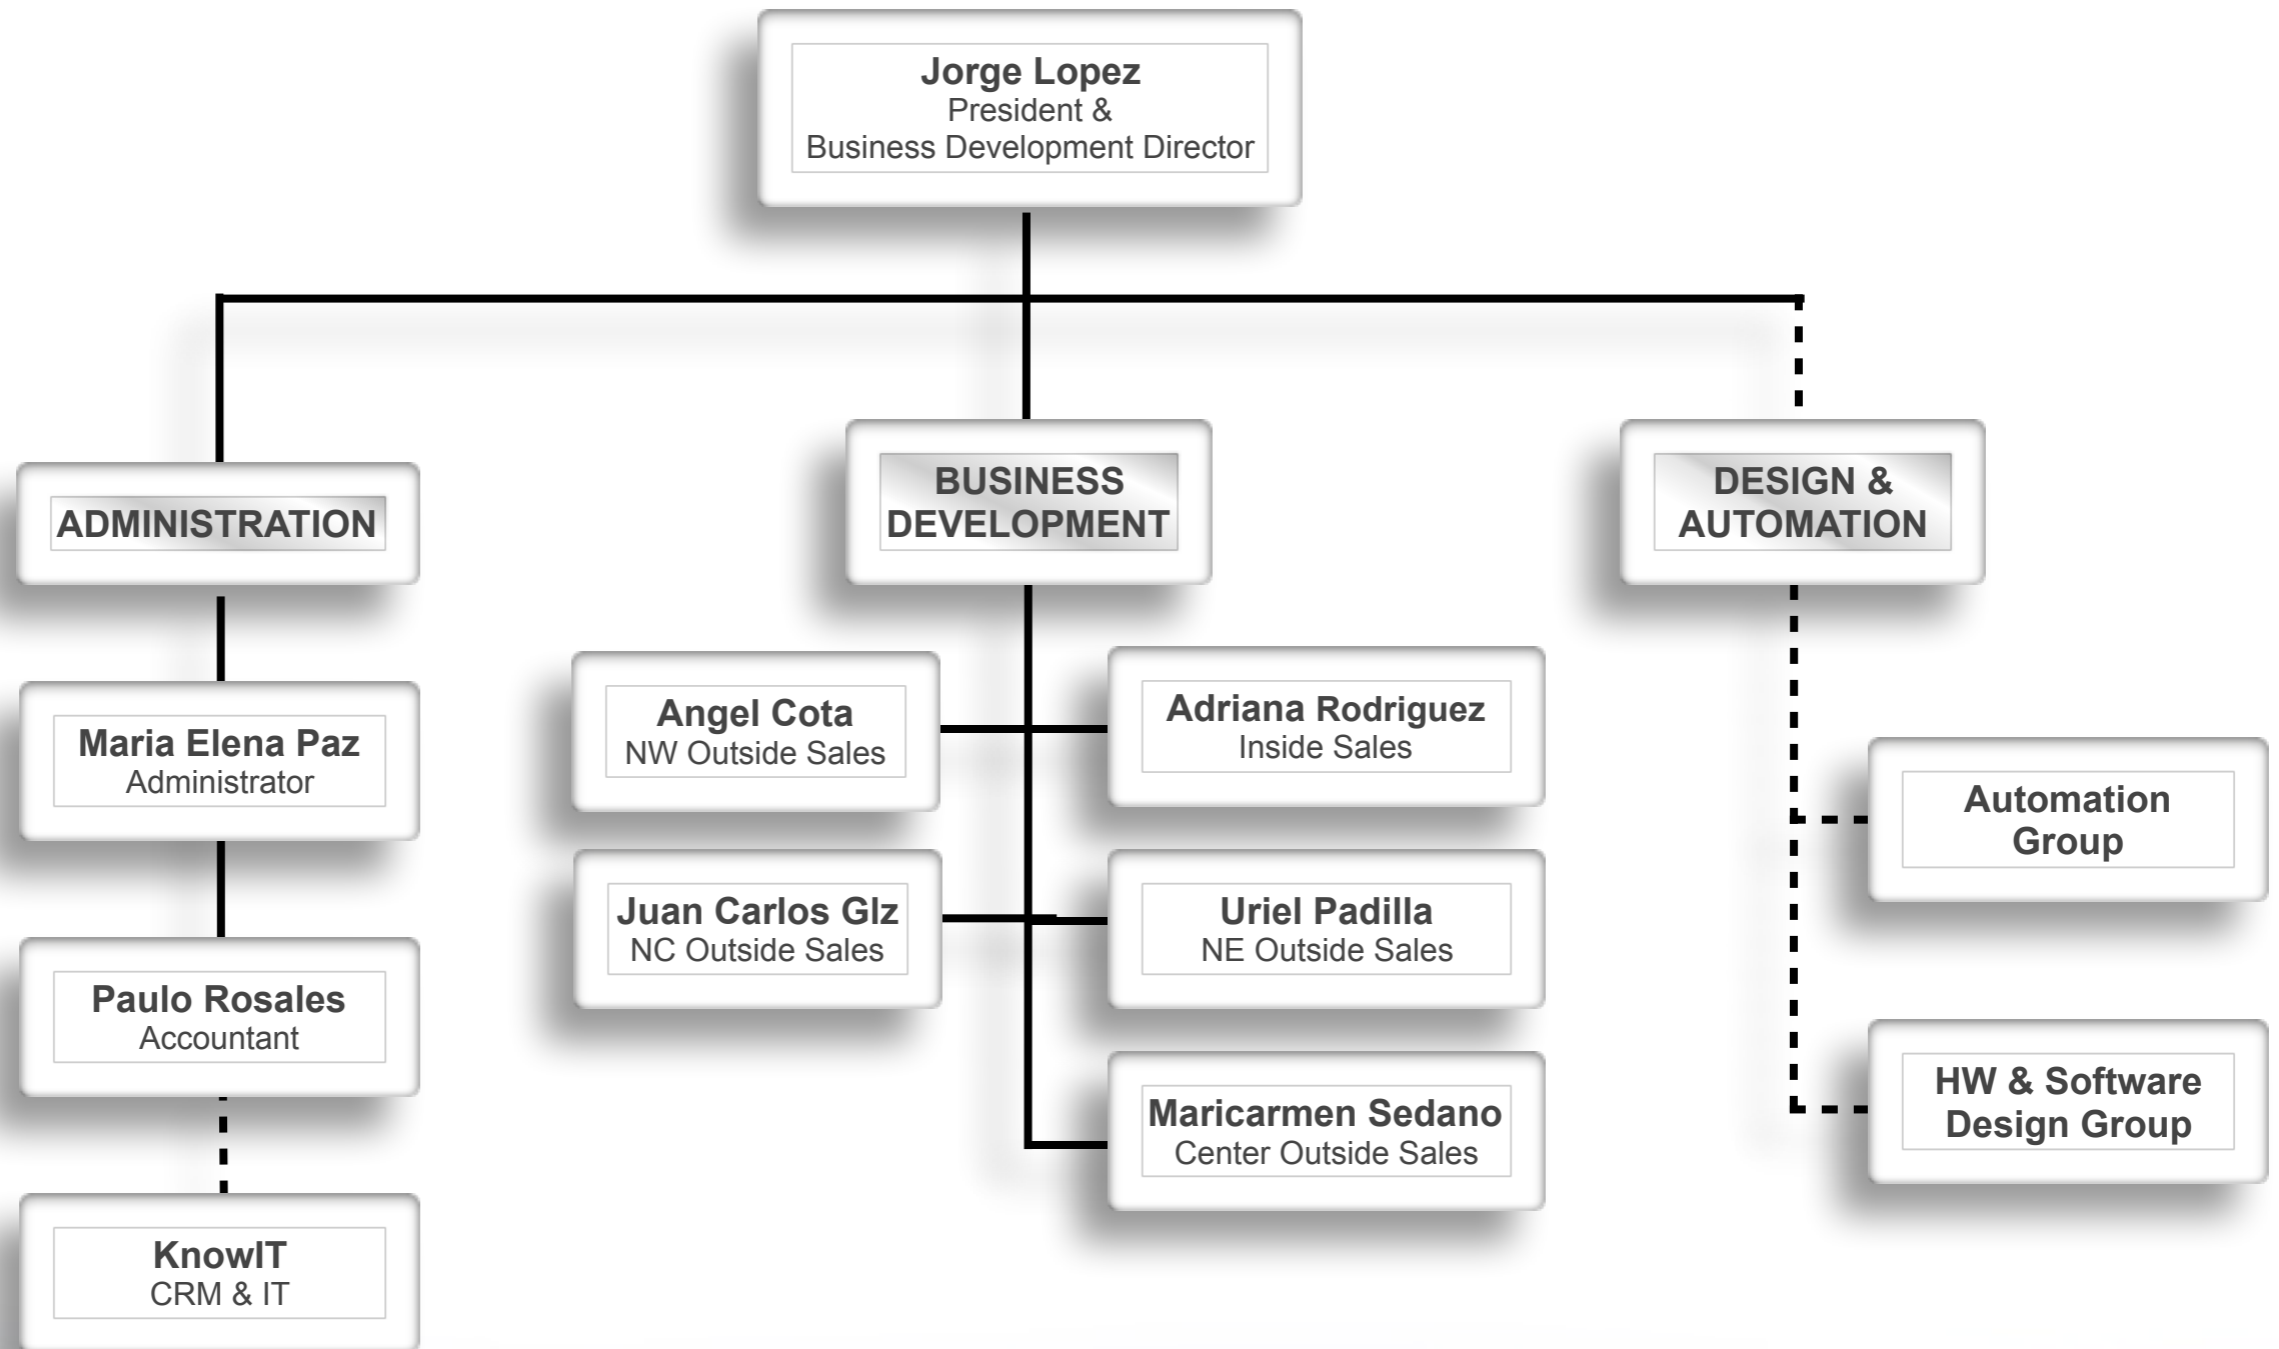 Jorge Lopez
President &
Business Development Director
ADMINISTRATION
BUSINESS
DEVELOPMENT
DESIGN &
AUTOMATION
Maria Elena Paz
Administrator
Angel Cota
NW Outside Sales
Adriana Rodriguez
Inside Sales
Automation
Group
Juan Carlos Glz
NC Outside Sales
Uriel Padilla
NE Outside Sales
Paulo Rosales
Accountant
Maricarmen Sedano
Center Outside Sales
HW & Software
Design Group
KnowIT
CRM & IT